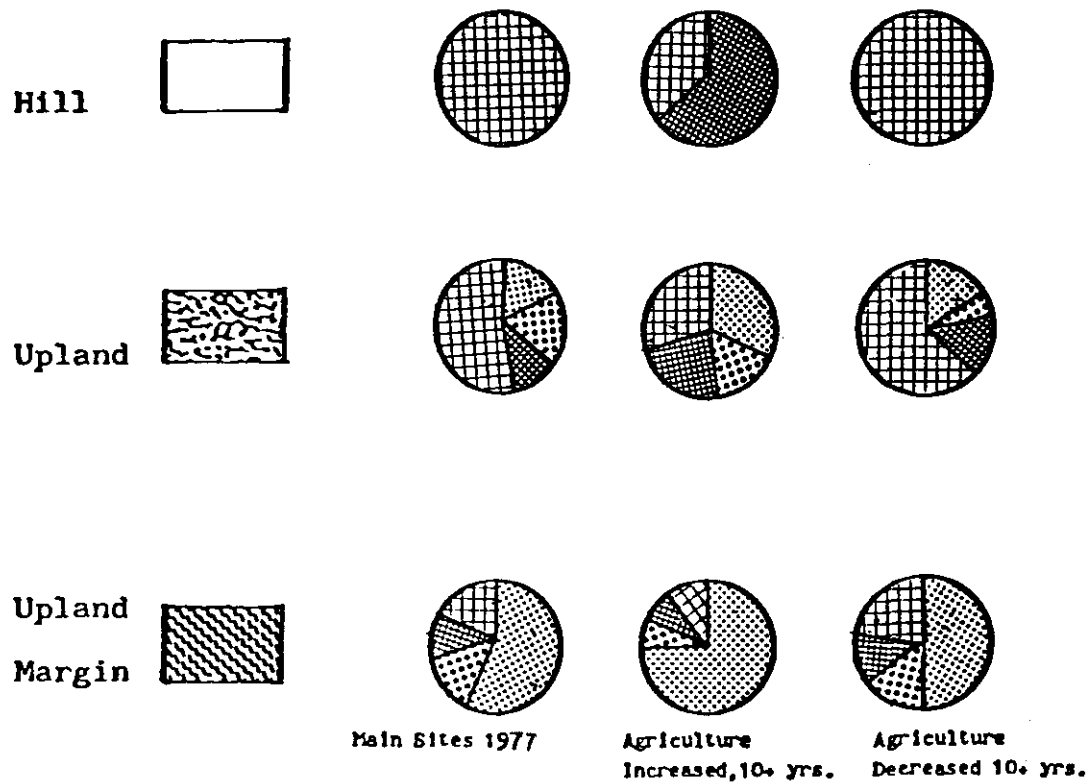 Hill
Upland
Upland
Margin
Main Sites 1977
Agriculture
Increased, 10+ yrs.
Agriculture
Decreased 10+ yrs.